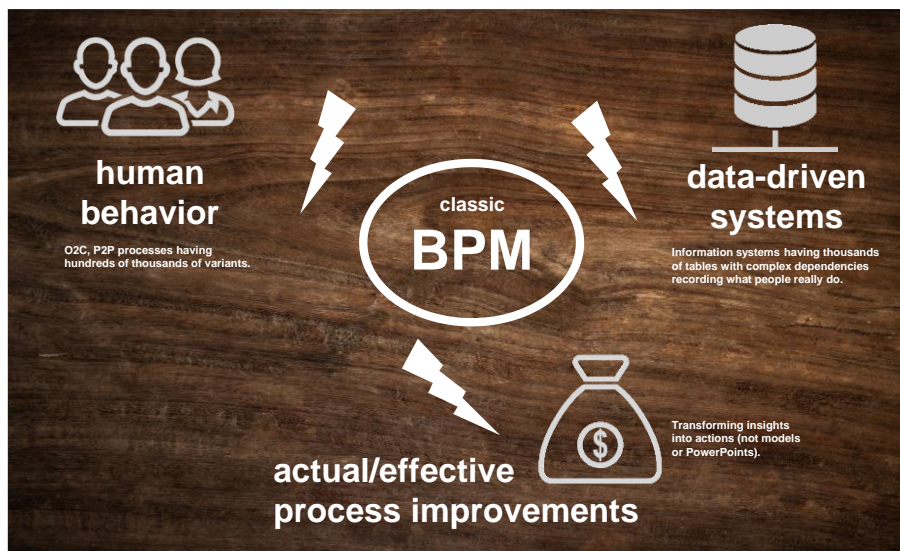 human
behavior
O2C, P2P processes having
hundreds of thousands of variants.
classic
BPM
data-driven
systems
Information systems having thousands
of tables with complex dependencies
recording what people really do.
$
Transforming insights
into actions (not models
or PowerPoints).
actual/effective
process improvements